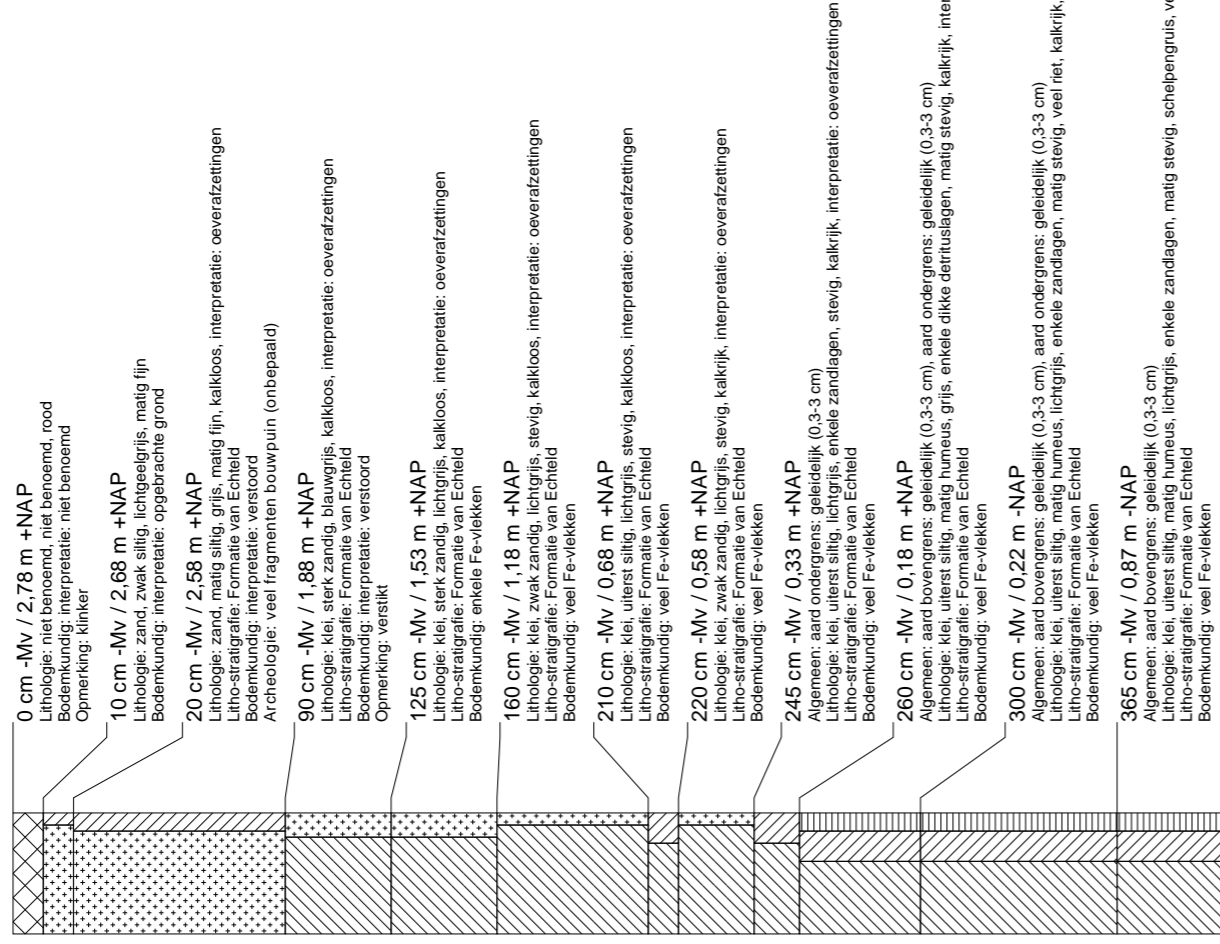 0 cm -Mv / 2,78 m +NAP
Lithologie: niet benoemd, niet benoemd, rood
Bodemkundig: interpretatie: niet benoemd
Opmerking: klinker
10 cm -Mv / 2,68 m +NAP
Lithologie: zand, zwak siltig, lichtgeelgrijs, matig fijn
Bodemkundig: interpretatie: opgebrachte grond
20 cm -Mv / 2,58 m +NAP
Lithologie: zand, matig siltig, grijs, matig fijn, kalkloos, interpretatie: oeverafzettingen
Litho-stratigrafie: Formatie van Echteld
Bodemkundig: interpretatie: verstoord
Archeologie: veel fragmenten bouwpuin (onbepaald)
90 cm -Mv / 1,88 m +NAP
Lithologie: klei, sterk zandig, blauwgrijs, kalkloos, interpretatie: oeverafzettingen
Litho-stratigrafie: Formatie van Echteld
Bodemkundig: interpretatie: verstoord
Opmerking: verstikt
125 cm -Mv / 1,53 m +NAP
Lithologie: klei, sterk zandig, lichtgrijs, kalkloos, interpretatie: oeverafzettingen
Litho-stratigrafie: Formatie van Echteld
Bodemkundig: enkele Fe-vlekken
160 cm -Mv / 1,18 m +NAP
Lithologie: klei, zwak zandig, lichtgrijs, stevig, kalkloos, interpretatie: oeverafzettingen
Litho-stratigrafie: Formatie van Echteld
Bodemkundig: veel Fe-vlekken
210 cm -Mv / 0,68 m +NAP
Lithologie: klei, uiterst siltig, lichtgrijs, stevig, kalkloos, interpretatie: oeverafzettingen
Litho-stratigrafie: Formatie van Echteld
Bodemkundig: veel Fe-vlekken
220 cm -Mv / 0,58 m +NAP
Lithologie: klei, zwak zandig, lichtgrijs, stevig, kalkrijk, interpretatie: oeverafzettingen
Litho-stratigrafie: Formatie van Echteld
Bodemkundig: veel Fe-vlekken
245 cm -Mv / 0,33 m +NAP
Algemeen: aard ondergrens: geleidelijk (0,3-3 cm)
Lithologie: klei, uiterst siltig, lichtgrijs, enkele zandlagen, stevig, kalkrijk, interpretatie: oeverafzettingen
Litho-stratigrafie: Formatie van Echteld
Bodemkundig: veel Fe-vlekken
260 cm -Mv / 0,18 m +NAP
Algemeen: aard bovengrens: geleidelijk (0,3-3 cm), aard ondergrens: geleidelijk (0,3-3 cm)
Lithologie: klei, uiterst siltig, matig humeus, grijs, enkele dikke detrituslagen, matig stevig, kalkrijk,
Litho-stratigrafie: Formatie van Echteld
Bodemkundig: veel Fe-vlekken
300 cm -Mv / 0,22 m -NAP
Algemeen: aard bovengrens: geleidelijk (0,3-3 cm), aard ondergrens: geleidelijk (0,3-3 cm)
Lithologie: klei, uiterst siltig, matig humeus, lichtgrijs, enkele zandlagen, matig stevig, veel riet, kalkrijk,
Litho-stratigrafie: Formatie van Echteld
Bodemkundig: veel Fe-vlekken
365 cm -Mv / 0,87 m -NAP
Algemeen: aard bovengrens: geleidelijk (0,3-3 cm)
Lithologie: klei, uiterst siltig, matig humeus, lichtgrijs, enkele zandlagen, matig stevig, schelpengruis,
Litho-stratigrafie: Formatie van Echteld
Bodemkundig: veel Fe-vlekken